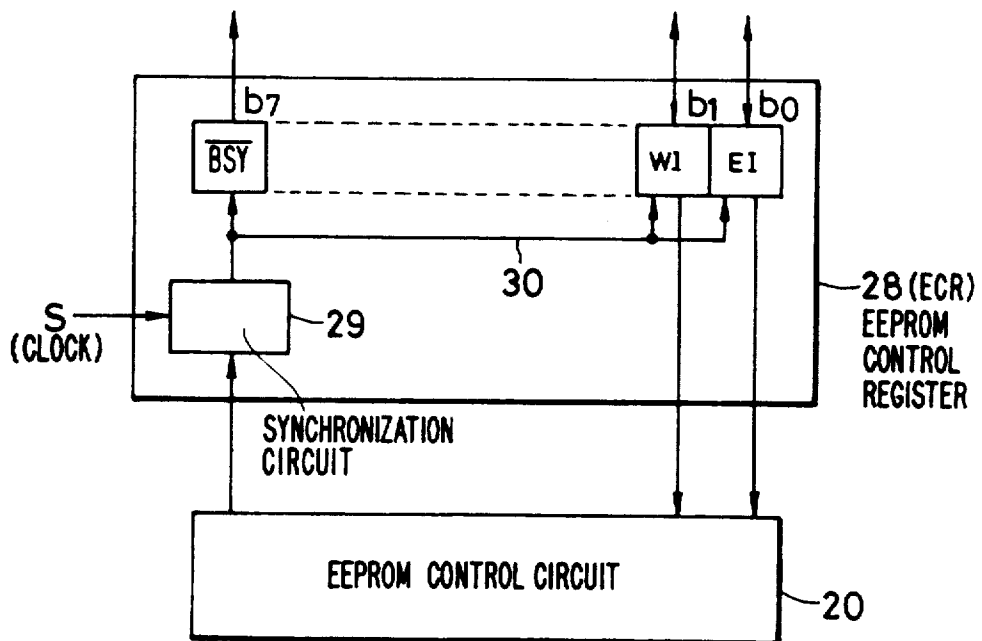 b7
b1
b0
BSY
W1
EI
30
28 (ECR)
EEPROM
CONTROL
REGISTER
S
(CLOCK)
29
SYNCHRONIZATION
CIRCUIT
EEPROM CONTROL CIRCUIT
20